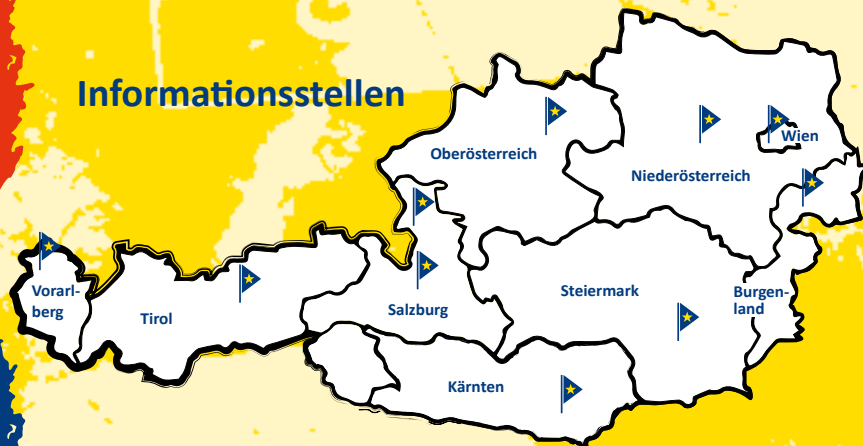 Informationsstellen
Wien
Oberösterreich
Niederösterreich
Vorarl-
berg
Tirol
Salzburg
Steiermark
Burgen-
land
Kärnten